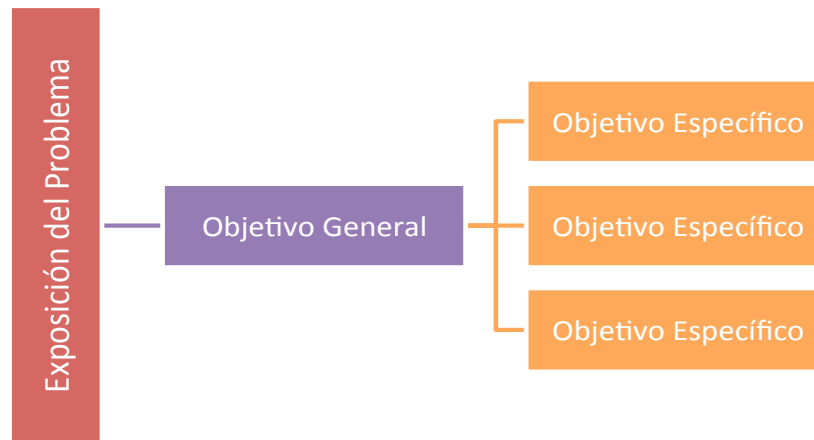 Exposición del Problema
Objetivo General
Objetivo Específico
Objetivo Específico
Objetivo Específico